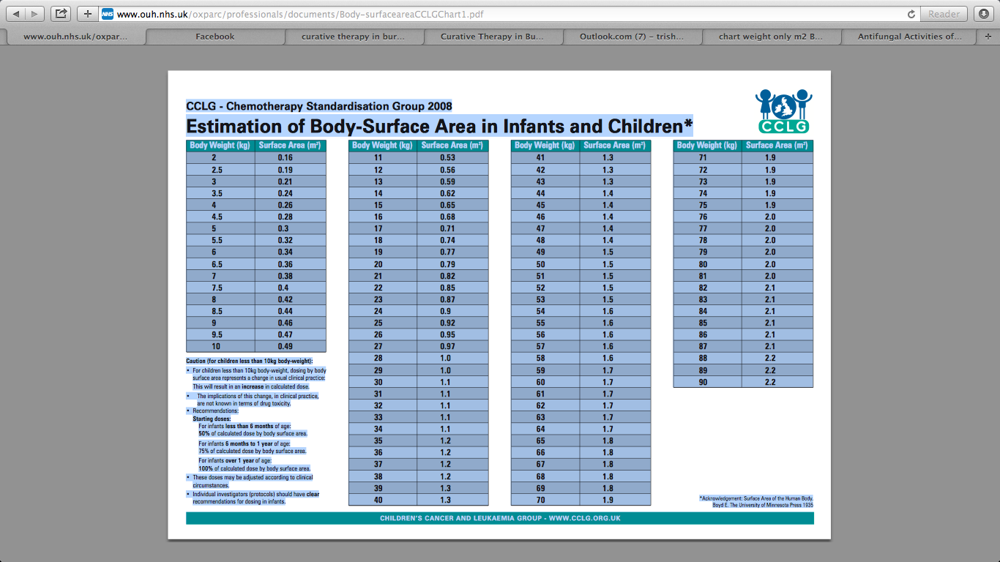 www.ouh.nhs.uk/oxparc/professionals/documents/Body-surfaceareaCCLGChart1.pdf
Reader
www.ouh.nhs.uk/oxpar...
Facebook
curative therapy in bur...
Curative Therapy in Bu...
Outlook.com (7) – trish...
chart weight only m2 B...
Antifungal Activities of...
NHS
CCLG - Chemotherapy Standardisation Group 2008
Estimation of Body-Surface Area in Infants and Children*
CCLG
Body Weight (kg) Surface Area (m²)
2 0.16
2.5 0.19
3 0.21
3.5 0.24
4 0.26
4.5 0.28
5 0.3
5.5 0.32
6 0.34
6.5 0.36
7 0.38
7.5 0.4
8 0.42
8.5 0.44
9 0.46
9.5 0.47
10 0.49
Caution (for children less than 10kg body-weight):
• For children less than 10kg body-weight, dosing by body
surface area represents a change in usual clinical practice:
This will result in an increase in calculated dose.
• The implications of this change, in clinical practice,
are not known in terms of drug toxicity.
• Recommendations:
Starting doses:
For infants less than 6 months of age:
50% of calculated dose by body surface area.
For infants 6 months to 1 year of age:
75% of calculated dose by body surface area.
For infants over 1 year of age:
100% of calculated dose by body surface area.
• These doses may be adjusted according to clinical
circumstances.
• Individual investigators (protocols) should have clear
recommendations for dosing in infants.
Body Weight (kg) Surface Area (m²)
11 0.53
12 0.56
13 0.59
14 0.62
15 0.65
16 0.68
17 0.71
18 0.74
19 0.77
20 0.79
21 0.82
22 0.85
23 0.87
24 0.9
25 0.92
26 0.95
27 0.97
28 1.0
29 1.0
30 1.1
31 1.1
32 1.1
33 1.1
34 1.1
35 1.2
36 1.2
37 1.2
38 1.2
39 1.3
40 1.3
Body Weight (kg) Surface Area (m²)
41 1.3
42 1.3
43 1.3
44 1.4
45 1.4
46 1.4
47 1.4
48 1.4
49 1.5
50 1.5
51 1.5
52 1.5
53 1.5
54 1.6
55 1.6
56 1.6
57 1.6
58 1.6
59 1.7
60 1.7
61 1.7
62 1.7
63 1.7
64 1.7
65 1.8
66 1.8
67 1.8
68 1.8
69 1.8
70 1.9
Body Weight (kg) Surface Area (m²)
71 1.9
72 1.9
73 1.9
74 1.9
75 1.9
76 2.0
77 2.0
78 2.0
79 2.0
80 2.0
81 2.0
82 2.1
83 2.1
84 2.1
85 2.1
86 2.1
87 2.1
88 2.2
89 2.2
90 2.2
*Acknowledgement: Surface Area of the Human Body.
Boyd E. The University of Minnesota Press 1935
CHILDREN'S CANCER AND LEUKAEMIA GROUP - WWW.CCLG.ORG.UK